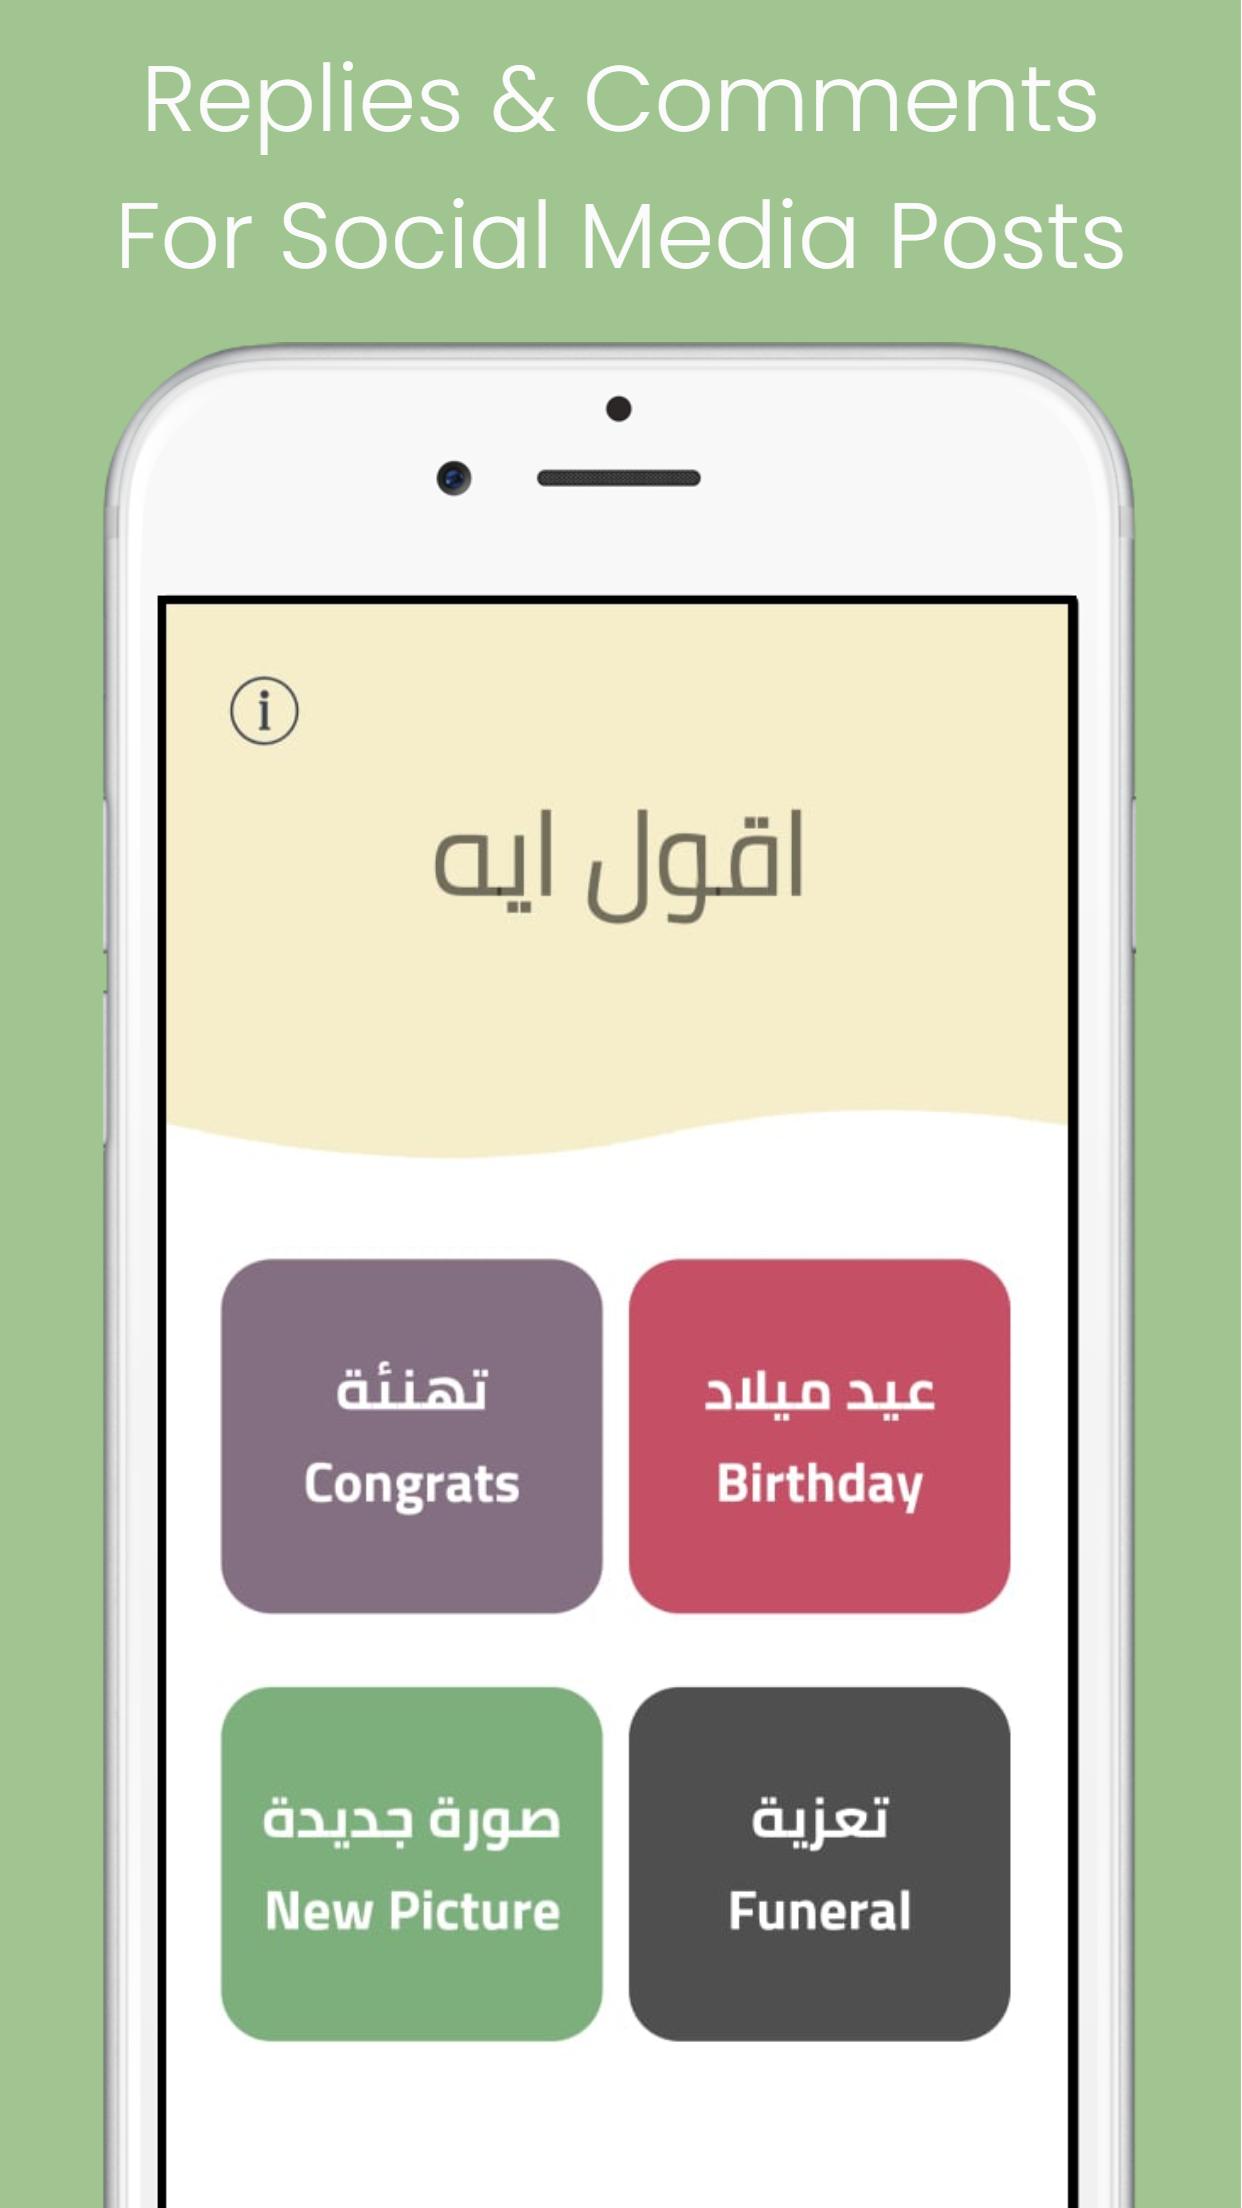 Replies & Comments
For Social Media Posts
i
اقول ايه
تهنئة
Congrats
عيد ميلاد
Birthday
صورة جديدة
New Picture
تعزية
Funeral